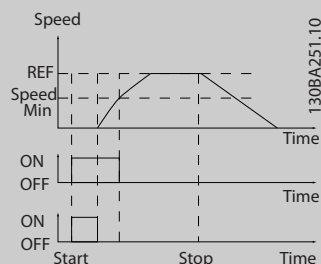 Speed
REF
Speed
Min
Time
ON
OFF
Time
ON
OFF
Start
Stop
Time
130BA251.10